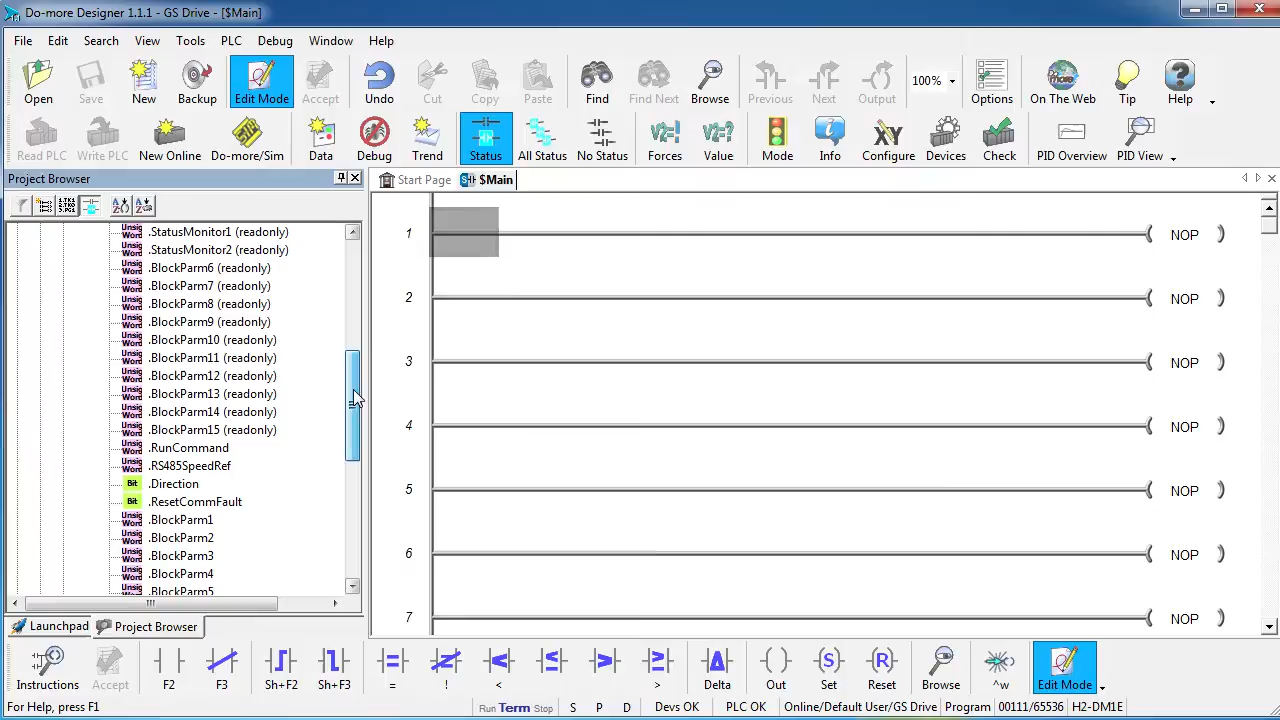 Do-more Designer 1.1.1 - GS Drive - [$Main]
File Edit Search View Tools PLC Debug Window Help
Open Save New Backup Edit Mode Accept Undo Cut Copy Paste Find Find Next Browse Previous Next Output 100% Options On The Web Tip Help
Read PLC Write PLC New Online Do-more/Sim Data Debug Trend Status All Status No Status Forces Value Mode Info Configure Devices Check PID Overview PID View
Project Browser
Start Page $Main
.StatusMonitor1 (readonly)
.StatusMonitor2 (readonly)
.BlockParm6 (readonly)
.BlockParm7 (readonly)
.BlockParm8 (readonly)
.BlockParm9 (readonly)
.BlockParm10 (readonly)
.BlockParm11 (readonly)
.BlockParm12 (readonly)
.BlockParm13 (readonly)
.BlockParm14 (readonly)
.BlockParm15 (readonly)
.RunCommand
.RS485SpeedRef
Bit .Direction
Bit .ResetCommFault
.BlockParm1
.BlockParm2
.BlockParm3
.BlockParm4
.BlockParm5
1 NOP
2 NOP
3 NOP
4 NOP
5 NOP
6 NOP
7 NOP
Launchpad Project Browser
Instructions Accept F2 F3 Sh+F2 Sh+F3 = ! < ≤ > ≥ Delta Out Set Reset Browse ^w Edit Mode
For Help, press F1 Run Term Stop S P D Devs OK PLC OK Online/Default User/GS Drive Program 00111/65536 H2-DM1E